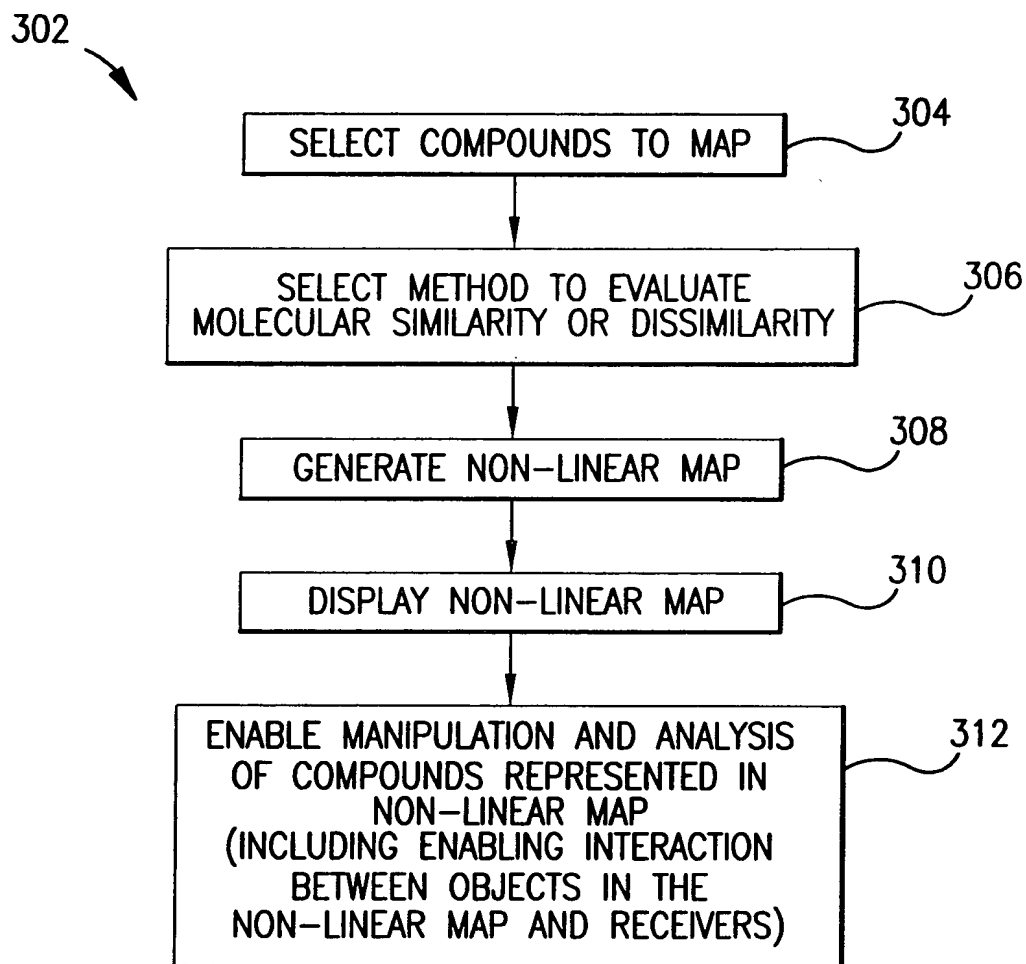 302
SELECT COMPOUNDS TO MAP
304
SELECT METHOD TO EVALUATE
MOLECULAR SIMILARITY OR DISSIMILARITY
306
GENERATE NON-LINEAR MAP
308
DISPLAY NON-LINEAR MAP
310
ENABLE MANIPULATION AND ANALYSIS
OF COMPOUNDS REPRESENTED IN
NON-LINEAR MAP
(INCLUDING ENABLING INTERACTION
BETWEEN OBJECTS IN THE
NON-LINEAR MAP AND RECEIVERS)
312